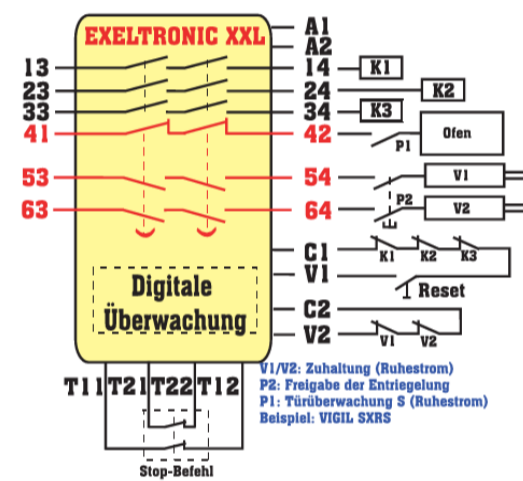 EXELTRONIC XXL
A1
A2
13 14 K1
23 24 K2
33 34 K3
41 42 P1 Ofen
53 54 V1
63 64 P2 V2
C1 K1 K2 K3
V1 Reset
C2
V2 V1 V2
Digitale
Überwachung
T11 T21 T22 T12
Stop-Befehl
V1/V2: Zuhaltung (Ruhestrom)
P2: Freigabe der Entriegelung
P1: Türüberwachung S (Ruhestrom)
Beispiel: VIGIL SXRS